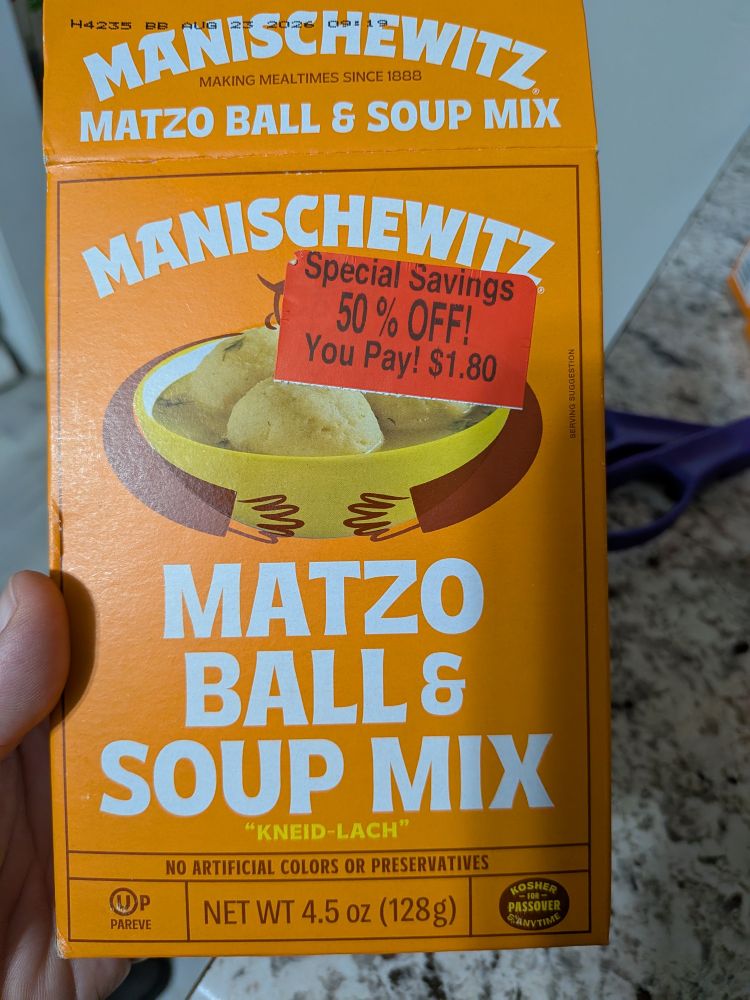 H4235 BB AUG 23 2026 09:19
MANISCHEWITZ®
MAKING MEALTIMES SINCE 1888
MATZO BALL & SOUP MIX
MANISCHEWITZ®
Special Savings
50 % OFF!
You Pay! $1.80
SERVING SUGGESTION
MATZO
BALL &
SOUP MIX
"KNEID-LACH"
NO ARTIFICIAL COLORS OR PRESERVATIVES
UP
PAREVE
NET WT 4.5 oz (128g)
KOSHER
FOR
PASSOVER
& ANYTIME